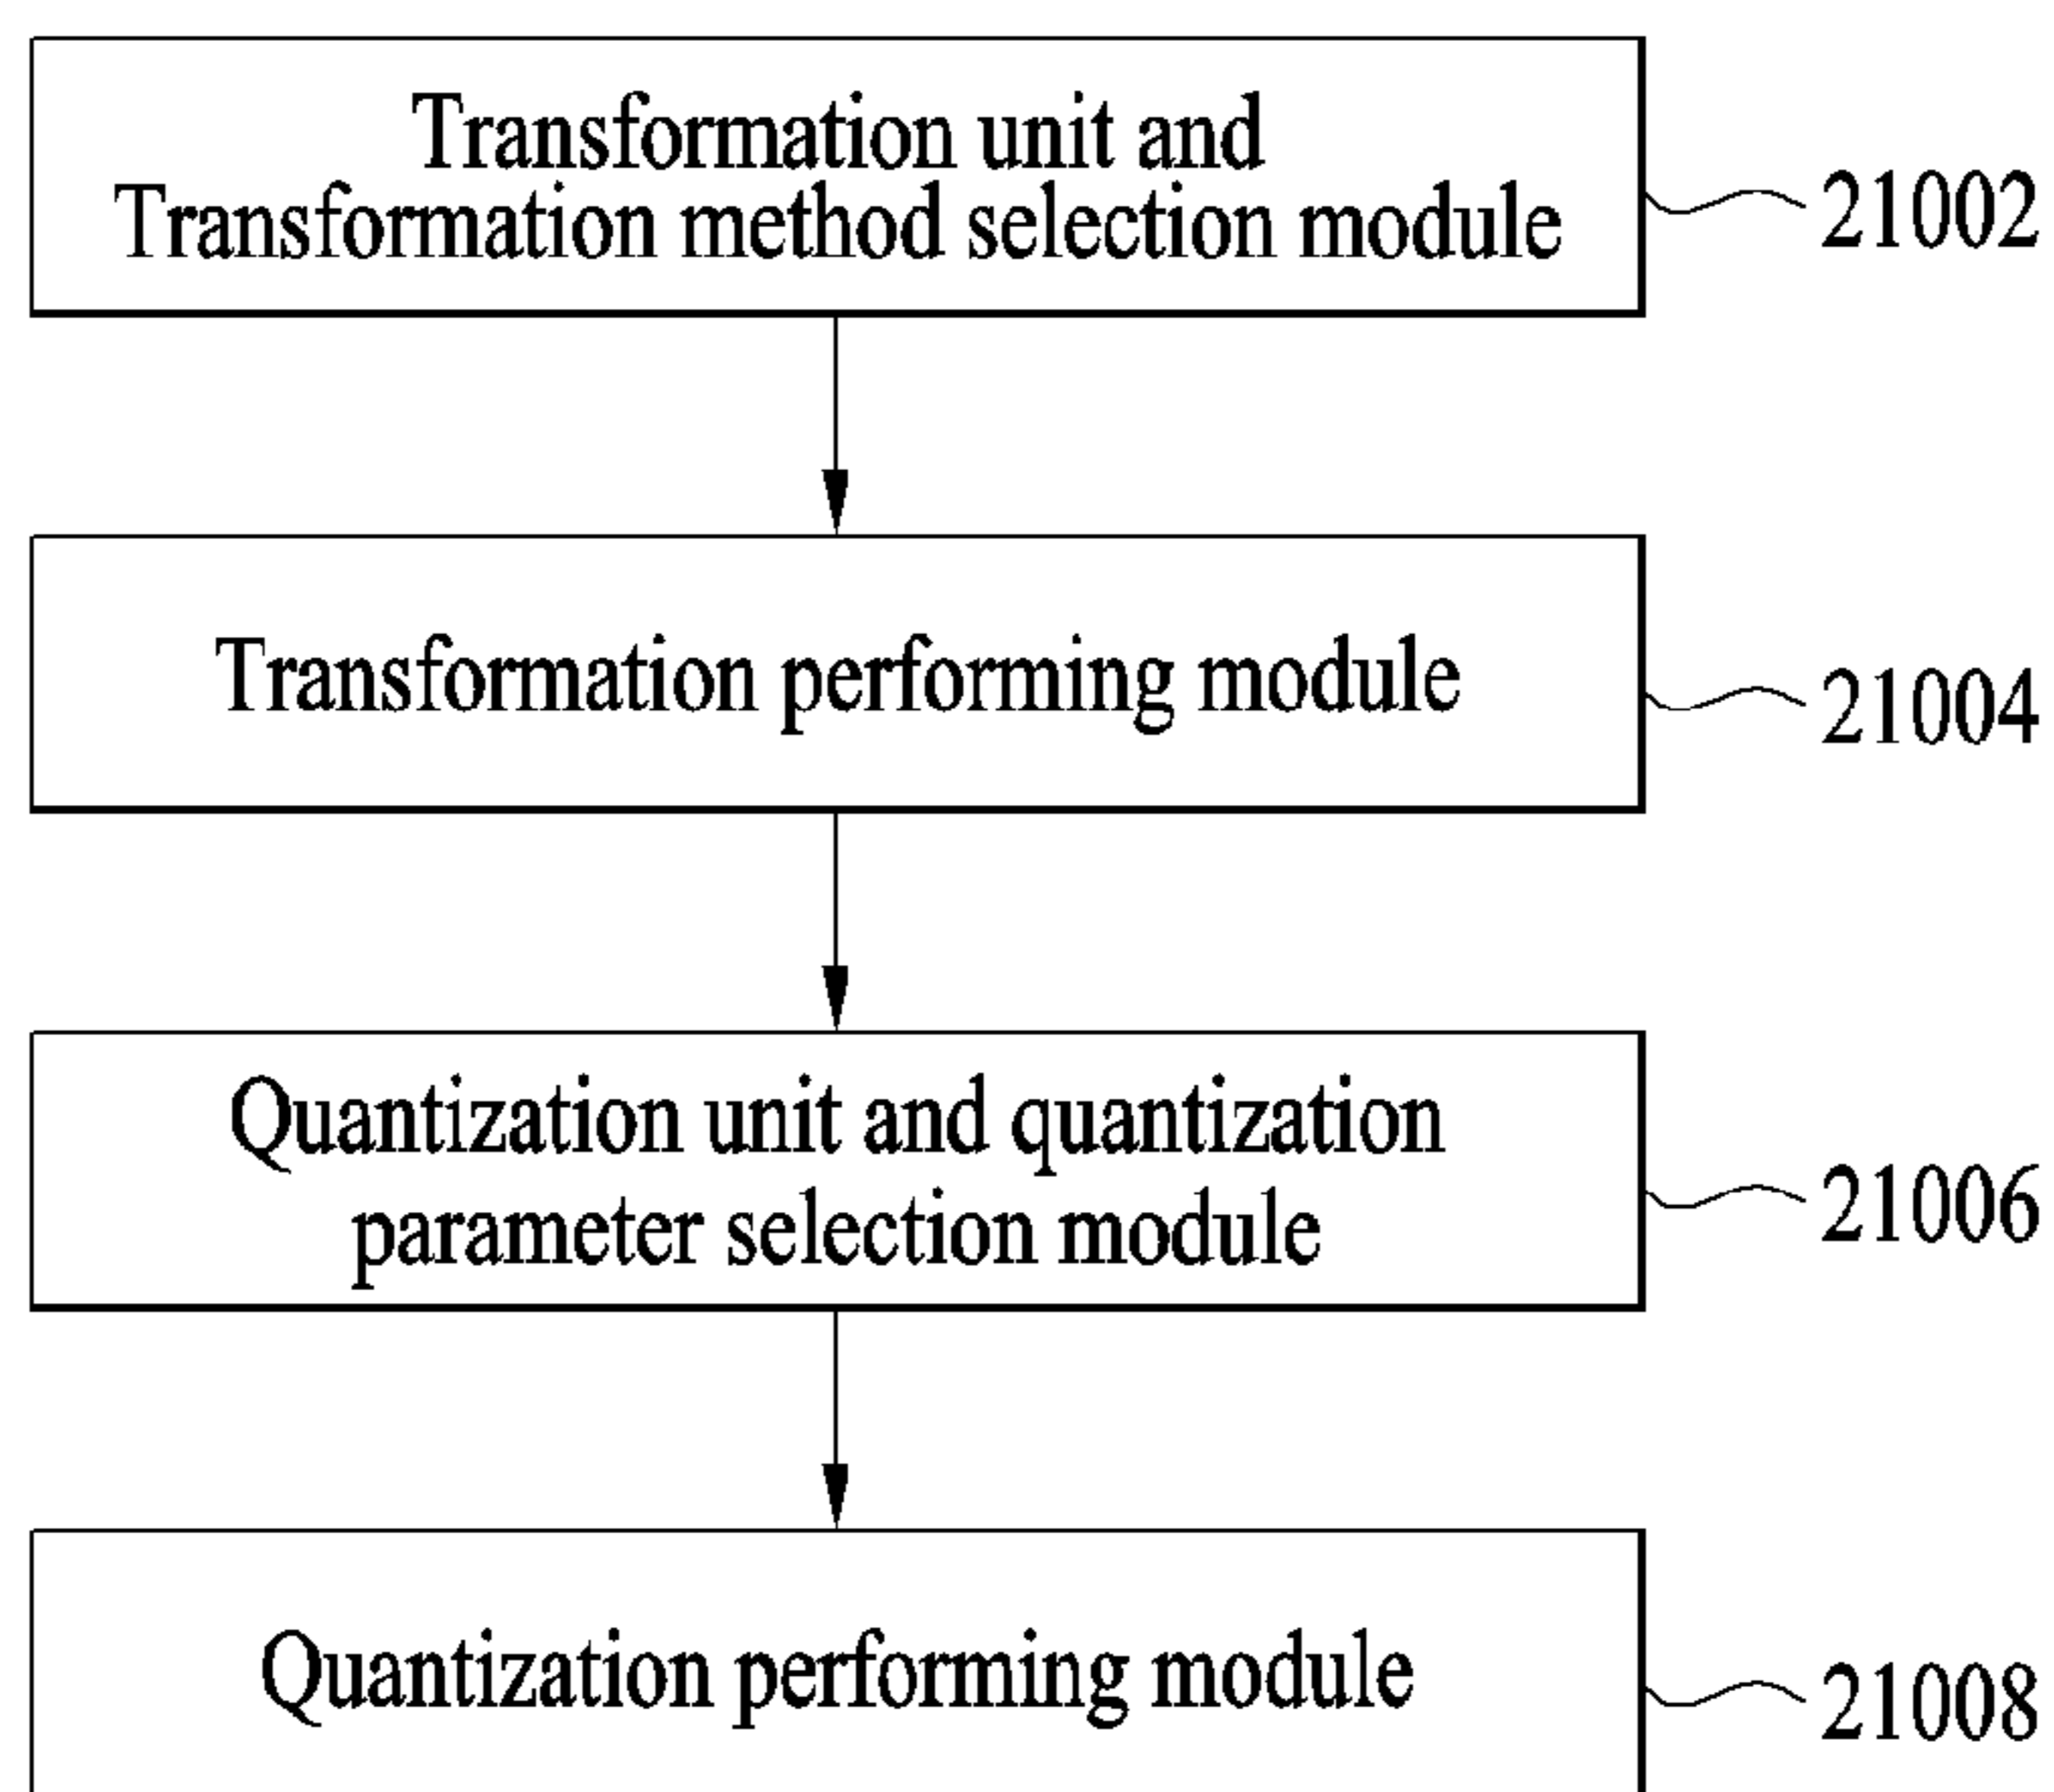 Transformation unit and
Transformation method selection module
21002
Transformation performing module
21004
Quantization unit and quantization
parameter selection module
21006
Quantization performing module
21008